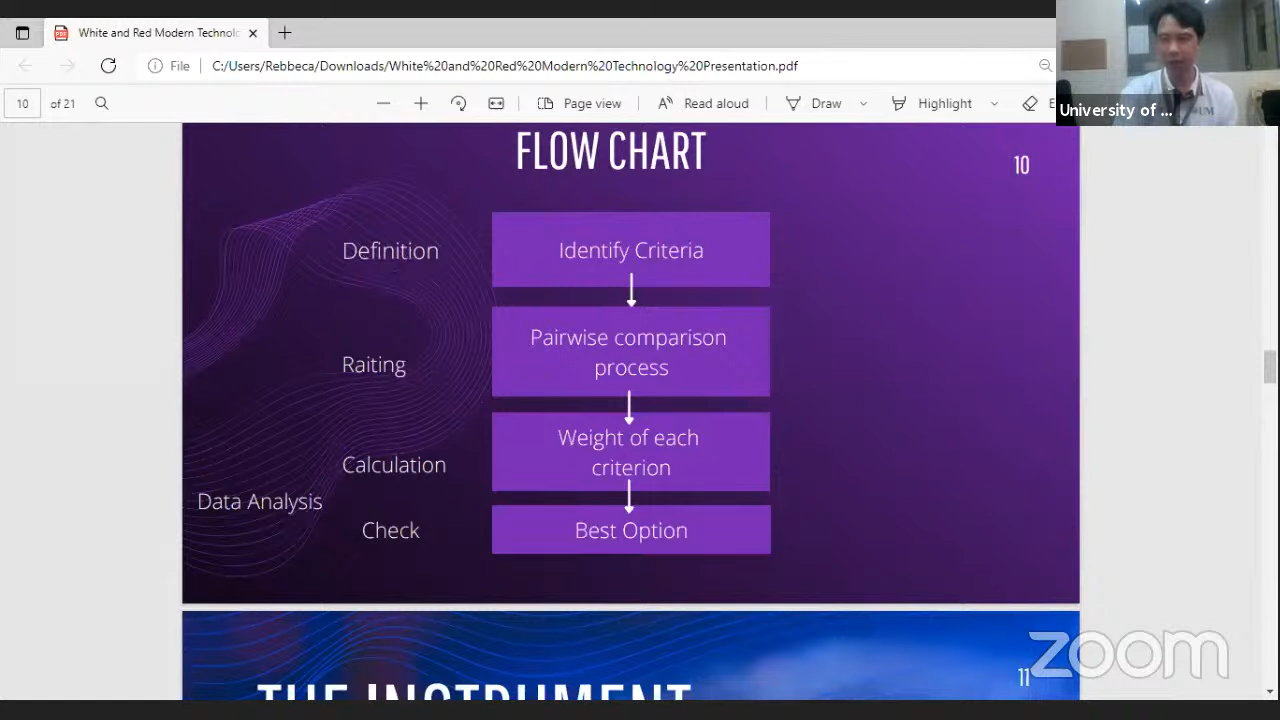 White and Red Modern Technolo
File
C:/Users/Rebbeca/Downloads/White%20and%20Red%20Modern%20Technology%20Presentation.pdf
10 of 21
Page view
Read aloud
Draw
Highlight
University of ...
FLOW CHART
10
Definition
Identify Criteria
Raiting
Pairwise comparison
process
Calculation
Weight of each
criterion
Data Analysis
Check
Best Option
THE INSTRUMENT
11
zoom